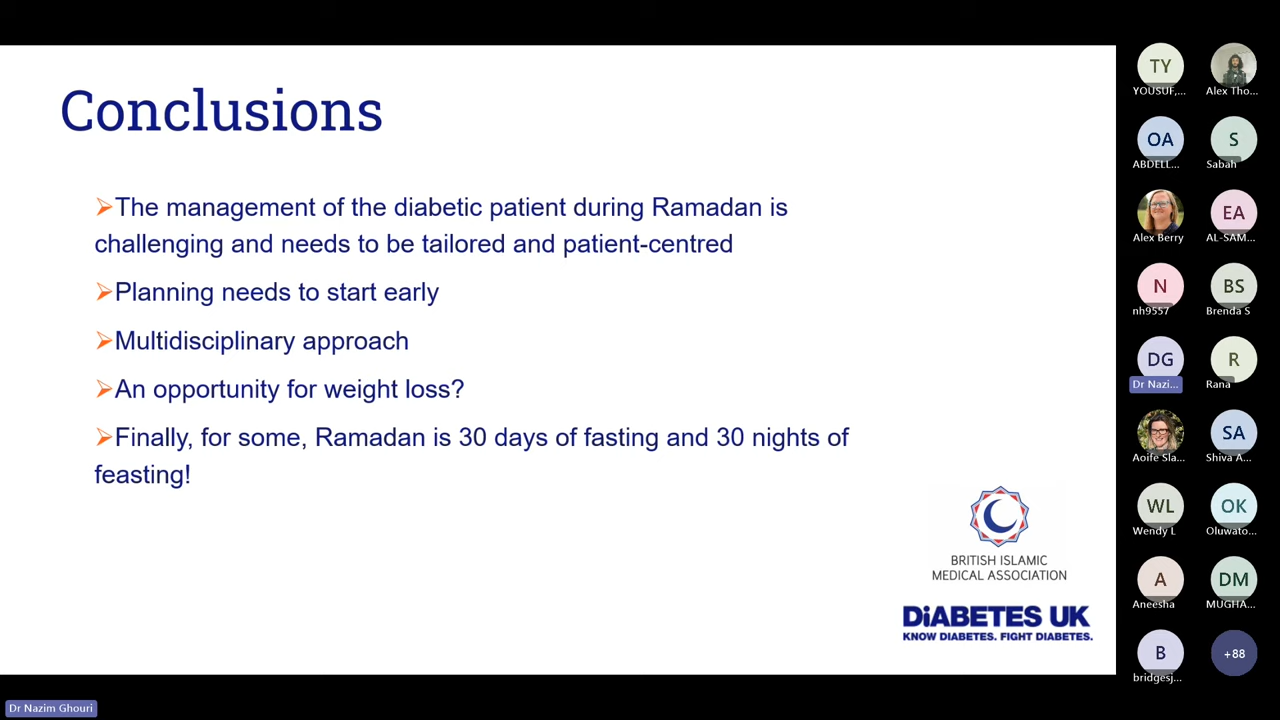 Conclusions
➢The management of the diabetic patient during Ramadan is
challenging and needs to be tailored and patient-centred
➢Planning needs to start early
➢Multidisciplinary approach
➢An opportunity for weight loss?
➢Finally, for some, Ramadan is 30 days of fasting and 30 nights of
feasting!
BRITISH ISLAMIC
MEDICAL ASSOCIATION
DiABETES UK
KNOW DIABETES. FIGHT DIABETES.
TY
YOUSUF,...
Alex Tho...
OA
ABDELL...
S
Sabah
Alex Berry
EA
AL-SAM...
N
nh9557
BS
Brenda S
DG
Dr Nazi...
R
Rana
Aoife Sla...
SA
Shiva A...
WL
Wendy L
OK
Oluwato...
A
Aneesha
DM
MUGHA...
B
bridgesj...
+88
Dr Nazim Ghouri